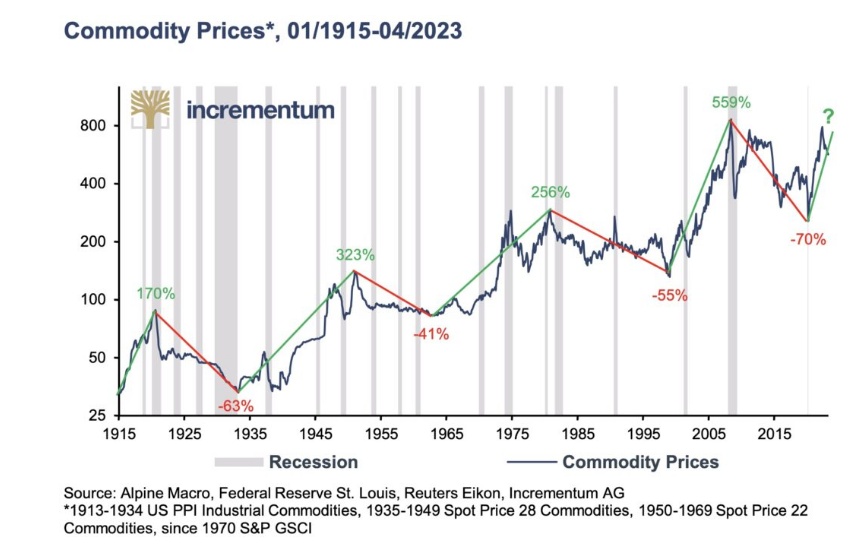 Commodity Prices*, 01/1915-04/2023
incrementum
559%
?
800
400
256%
200
323%
-70%
170%
100
-55%
-41%
50
-63%
25
1915 1925 1935 1945 1955 1965 1975 1985 1995 2005 2015
Recession Commodity Prices
Source: Alpine Macro, Federal Reserve St. Louis, Reuters Eikon, Incrementum AG
*1913-1934 US PPI Industrial Commodities, 1935-1949 Spot Price 28 Commodities, 1950-1969 Spot Price 22
Commodities, since 1970 S&P GSCI